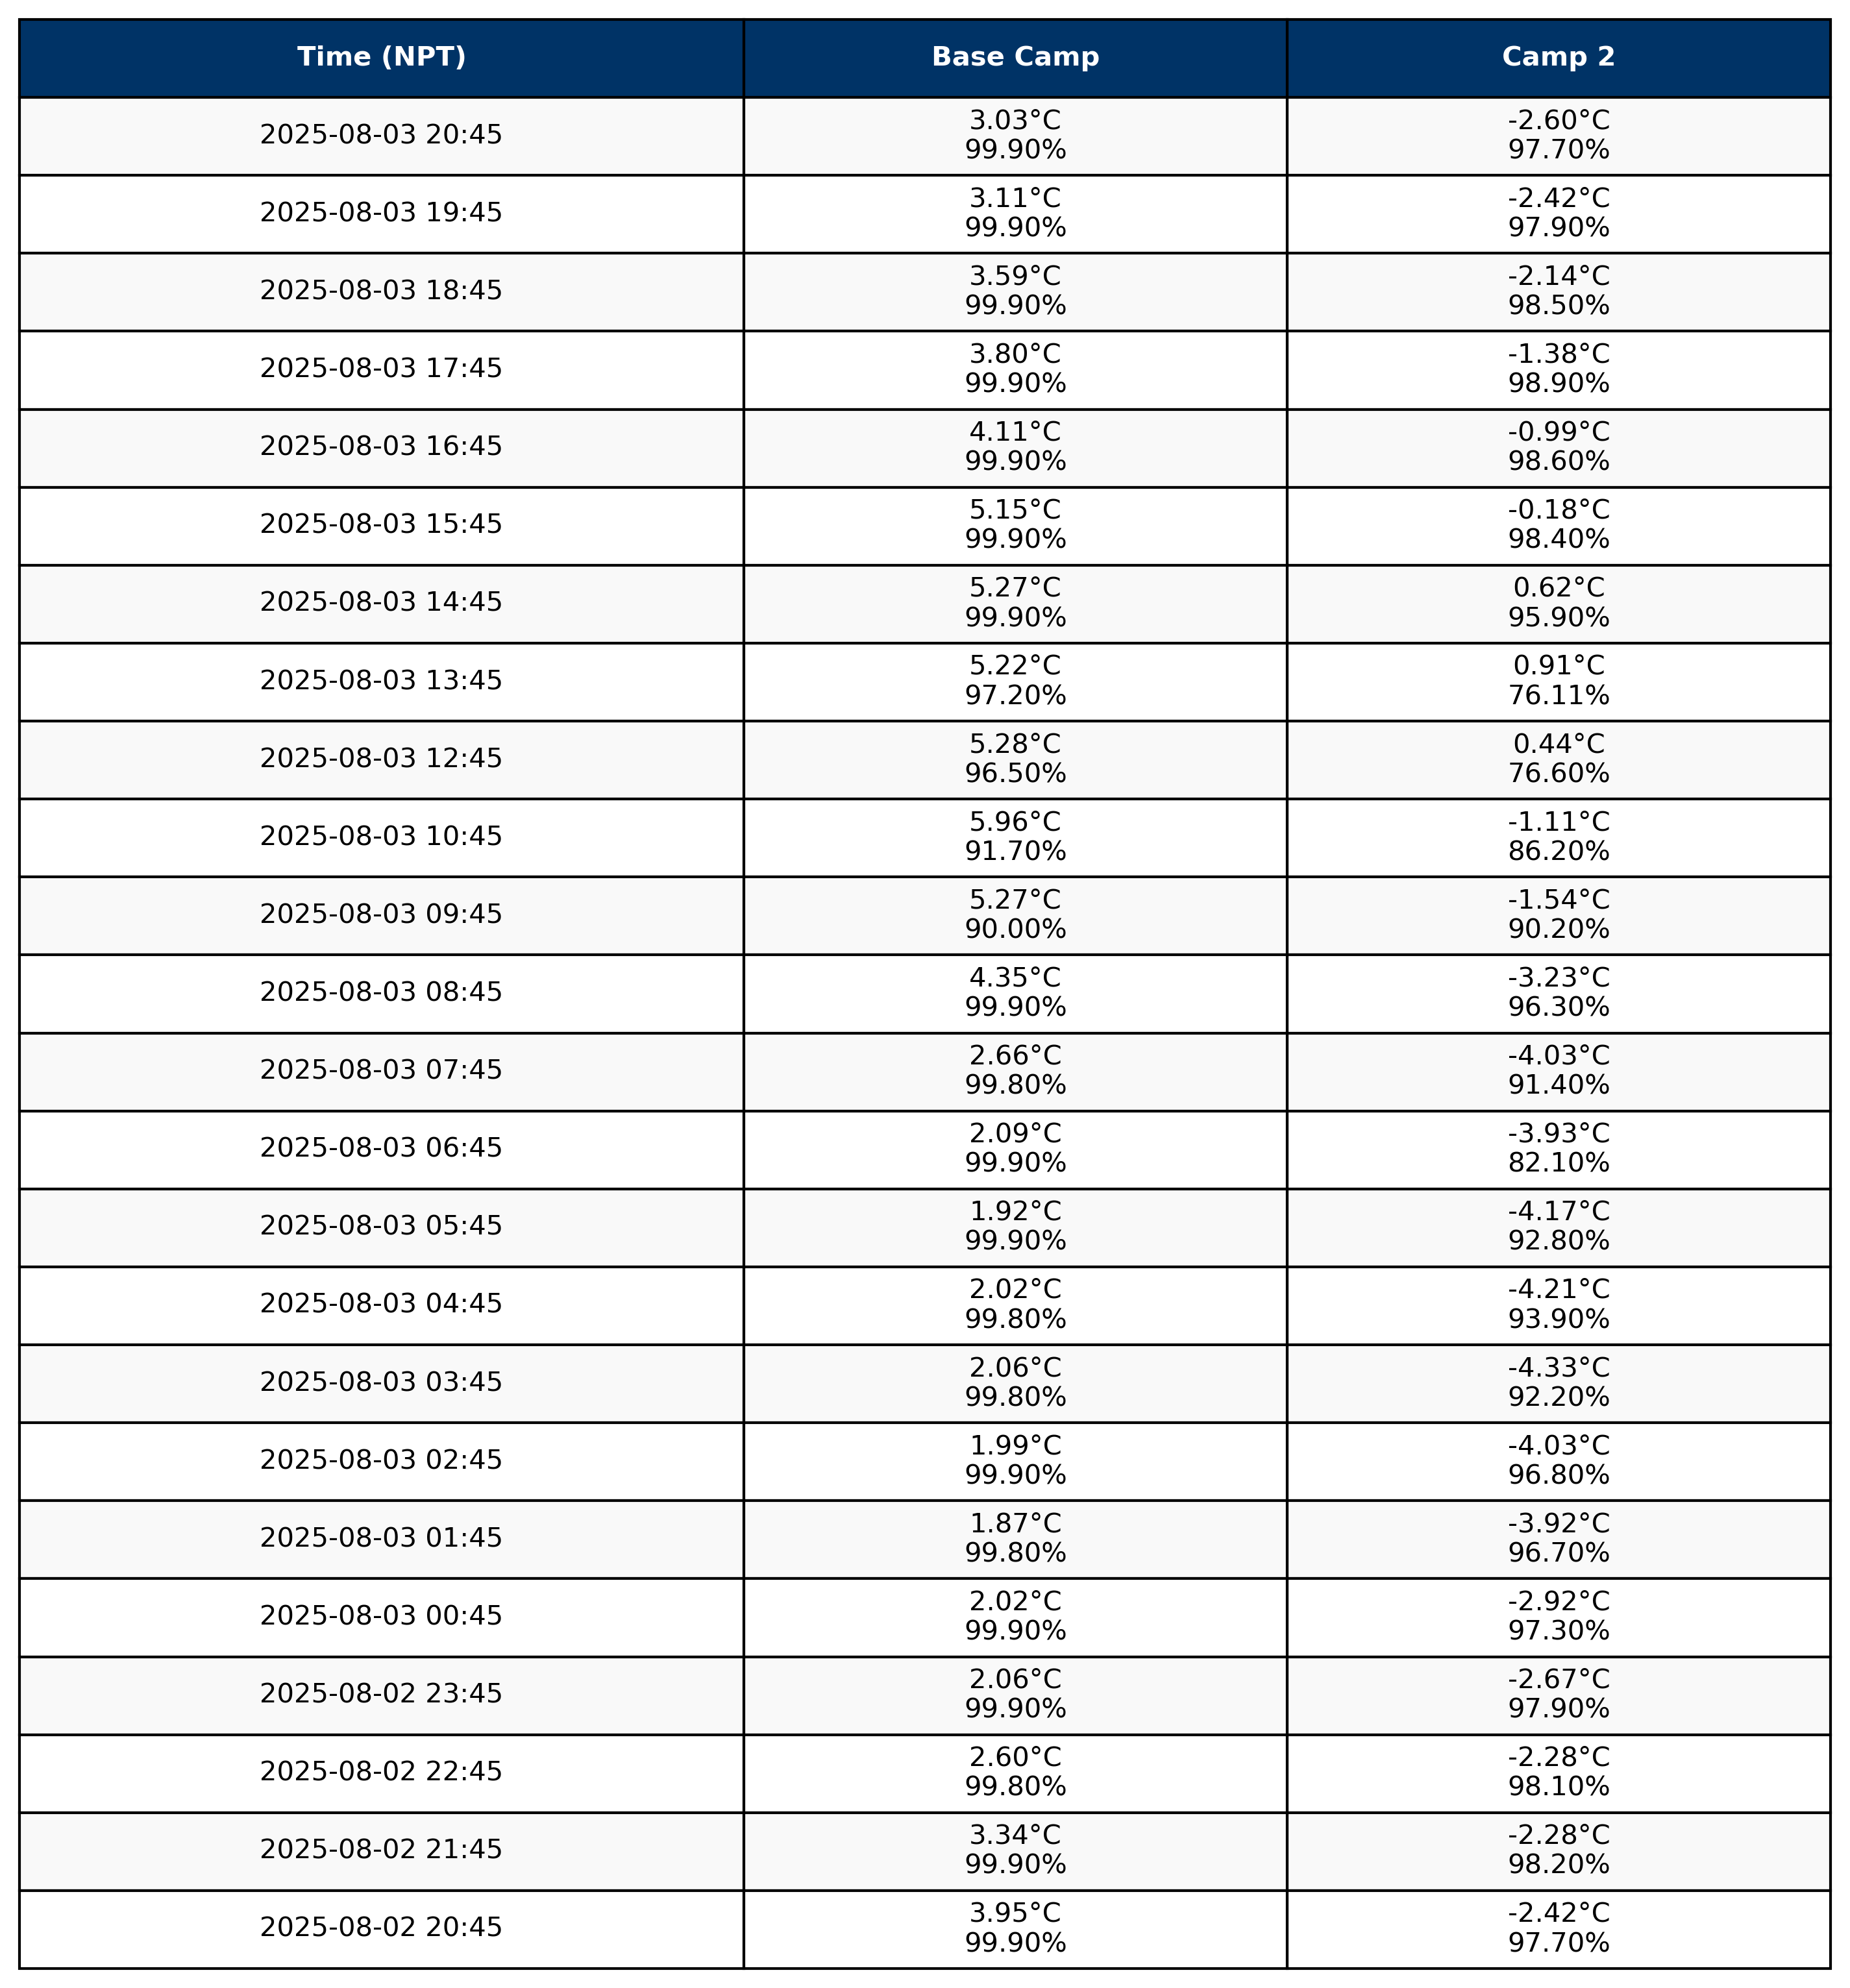 Time (NPT) Base Camp Camp 2
2025-08-03 20:45 3.03°C -2.60°C
99.90% 97.70%
2025-08-03 19:45 3.11°C -2.42°C
99.90% 97.90%
2025-08-03 18:45 3.59°C -2.14°C
99.90% 98.50%
2025-08-03 17:45 3.80°C -1.38°C
99.90% 98.90%
2025-08-03 16:45 4.11°C -0.99°C
99.90% 98.60%
2025-08-03 15:45 5.15°C -0.18°C
99.90% 98.40%
2025-08-03 14:45 5.27°C 0.62°C
99.90% 95.90%
2025-08-03 13:45 5.22°C 0.91°C
97.20% 76.11%
2025-08-03 12:45 5.28°C 0.44°C
96.50% 76.60%
2025-08-03 10:45 5.96°C -1.11°C
91.70% 86.20%
2025-08-03 09:45 5.27°C -1.54°C
90.00% 90.20%
2025-08-03 08:45 4.35°C -3.23°C
99.90% 96.30%
2025-08-03 07:45 2.66°C -4.03°C
99.80% 91.40%
2025-08-03 06:45 2.09°C -3.93°C
99.90% 82.10%
2025-08-03 05:45 1.92°C -4.17°C
99.90% 92.80%
2025-08-03 04:45 2.02°C -4.21°C
99.80% 93.90%
2025-08-03 03:45 2.06°C -4.33°C
99.80% 92.20%
2025-08-03 02:45 1.99°C -4.03°C
99.90% 96.80%
2025-08-03 01:45 1.87°C -3.92°C
99.80% 96.70%
2025-08-03 00:45 2.02°C -2.92°C
99.90% 97.30%
2025-08-02 23:45 2.06°C -2.67°C
99.90% 97.90%
2025-08-02 22:45 2.60°C -2.28°C
99.80% 98.10%
2025-08-02 21:45 3.34°C -2.28°C
99.90% 98.20%
2025-08-02 20:45 3.95°C -2.42°C
99.90% 97.70%